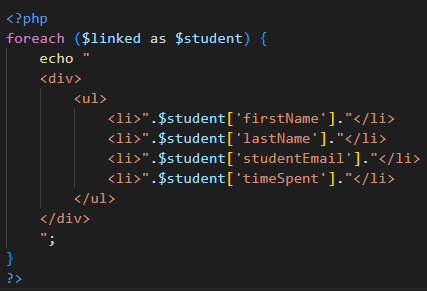 <?php
foreach ($linked as $student) {
    echo "
    <div>
        <ul>
            <li>".$student['firstName']."</li>
            <li>".$student['lastName']."</li>
            <li>".$student['studentEmail']."</li>
            <li>".$student['timeSpent']."</li>
        </ul>
    </div>
    ";
}
?>